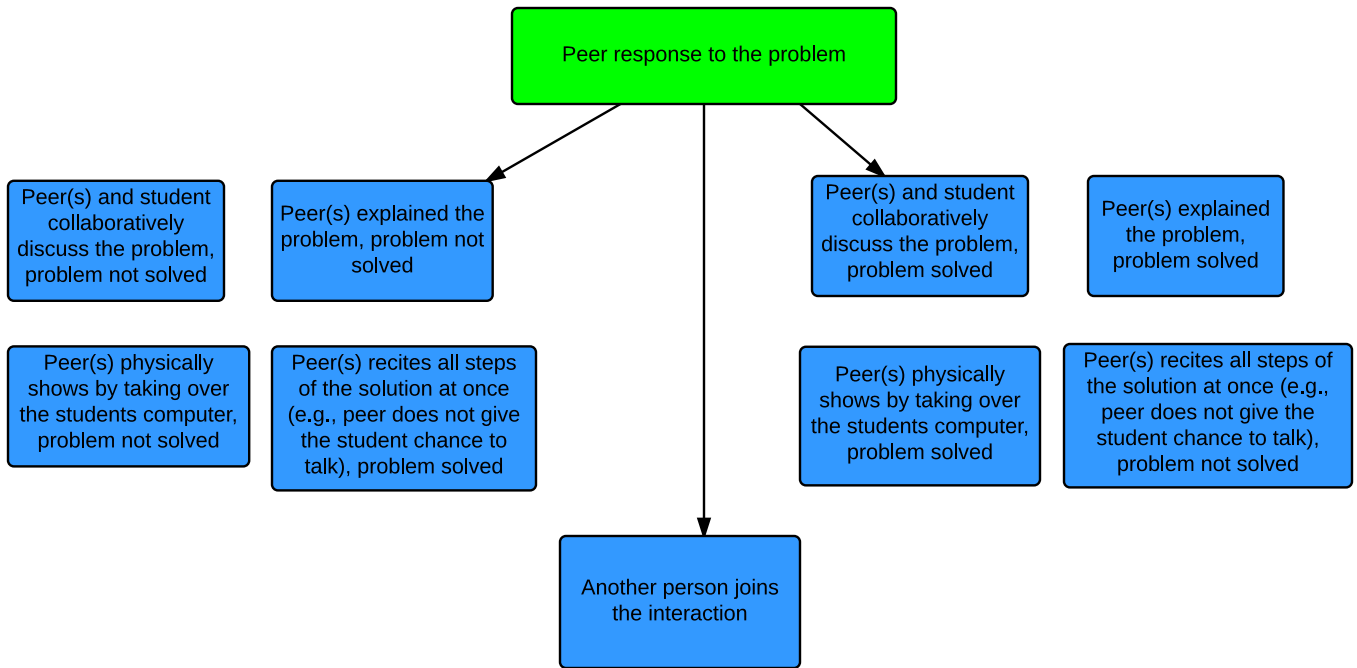 Peer response to the problem
Peer(s) and student
collaboratively
discuss the problem,
problem not solved
Peer(s) explained the
problem, problem not
solved
Peer(s) and student
collaboratively
discuss the problem,
problem solved
Peer(s) explained
the problem,
problem solved
Peer(s) physically
shows by taking over
the students computer,
problem not solved
Peer(s) recites all steps
of the solution at once
(e.g., peer does not give
the student chance to
talk), problem solved
Peer(s) physically
shows by taking over
the students computer,
problem solved
Peer(s) recites all steps of
the solution at once (e.g.,
peer does not give the
student chance to talk),
problem not solved
Another person joins
the interaction